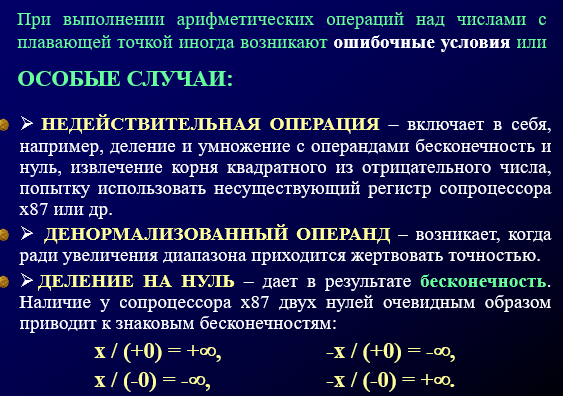 При выполнении арифметических операций над числами с
плавающей точкой иногда возникают ошибочные условия или
ОСОБЫЕ СЛУЧАИ:
➢ НЕДЕЙСТВИТЕЛЬНАЯ ОПЕРАЦИЯ – включает в себя,
например, деление и умножение с операндами бесконечность и
нуль, извлечение корня квадратного из отрицательного числа,
попытку использовать несуществующий регистр сопроцессора
x87 или др.
➢ ДЕНОРМАЛИЗОВАННЫЙ ОПЕРАНД – возникает, когда
ради увеличения диапазона приходится жертвовать точностью.
➢ ДЕЛЕНИЕ НА НУЛЬ – дает в результате бесконечность.
Наличие у сопроцессора x87 двух нулей очевидным образом
приводит к знаковым бесконечностям:
x / (+0) = +∞, -x / (+0) = -∞,
x / (-0) = -∞, -x / (-0) = +∞.